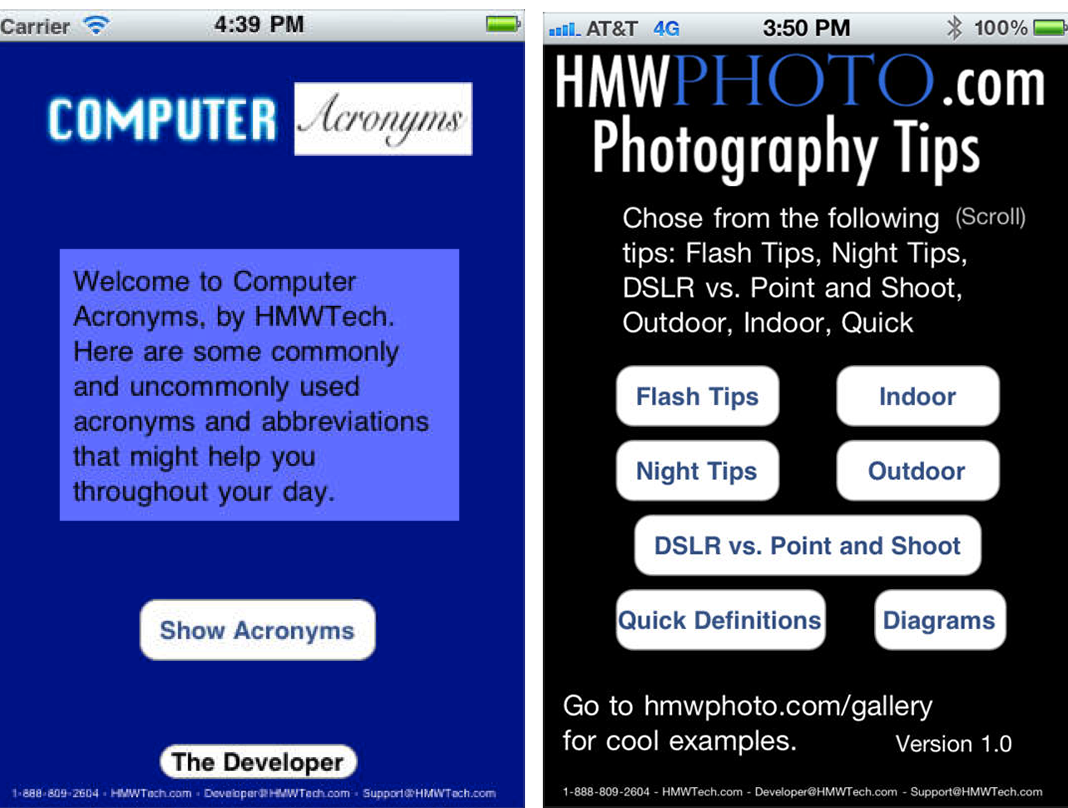 Carrier 4:39 PM
COMPUTER Acronyms
Welcome to Computer
Acronyms, by HMWTech.
Here are some commonly
and uncommonly used
acronyms and abbreviations
that might help you
throughout your day.
Show Acronyms
The Developer
1-888-809-2604 - HMWTech.com - Developer@HMWTech.com - Support@HMWTech.com
AT&T 4G 3:50 PM 100%
HMWPHOTO.com
Photography Tips
Chose from the following (Scroll)
tips: Flash Tips, Night Tips,
DSLR vs. Point and Shoot,
Outdoor, Indoor, Quick
Flash Tips Indoor
Night Tips Outdoor
DSLR vs. Point and Shoot
Quick Definitions Diagrams
Go to hmwphoto.com/gallery
for cool examples. Version 1.0
1-888-809-2604 - HMWTech.com - Developer@HMWTech.com - Support@HMWTech.com